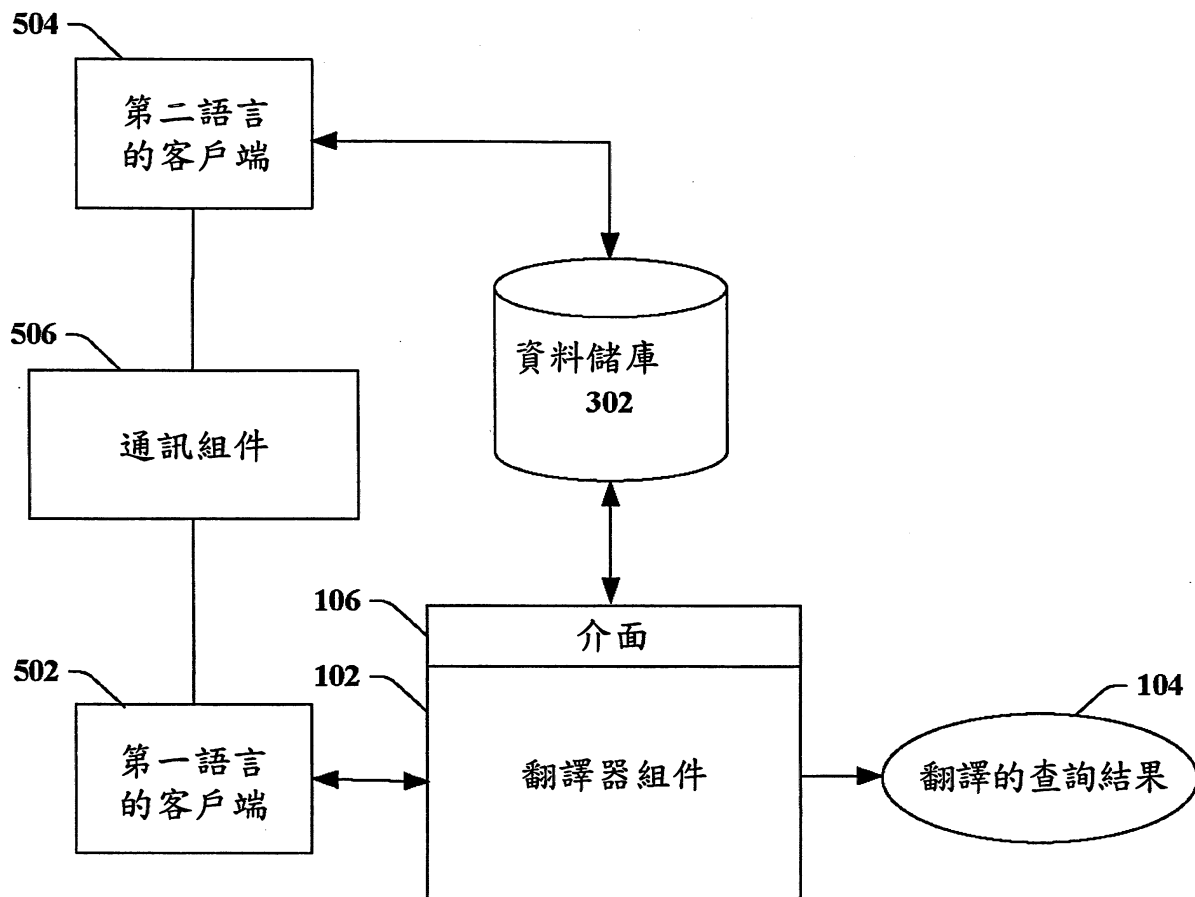 504
第二語言
的客戶端
506
通訊組件
資料儲庫
302
106
介面
102
翻譯器組件
502
第一語言
的客戶端
104
翻譯的查詢結果